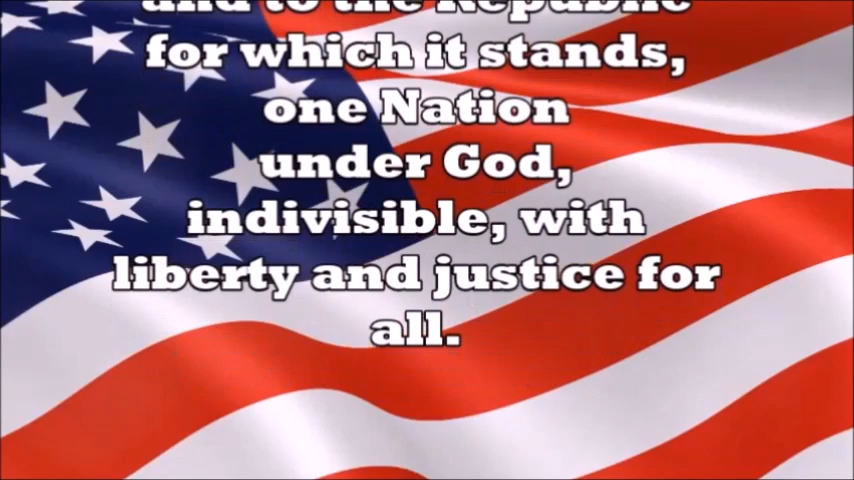 and to the Republic
for which it stands,
one Nation
under God,
indivisible, with
liberty and justice for
all.